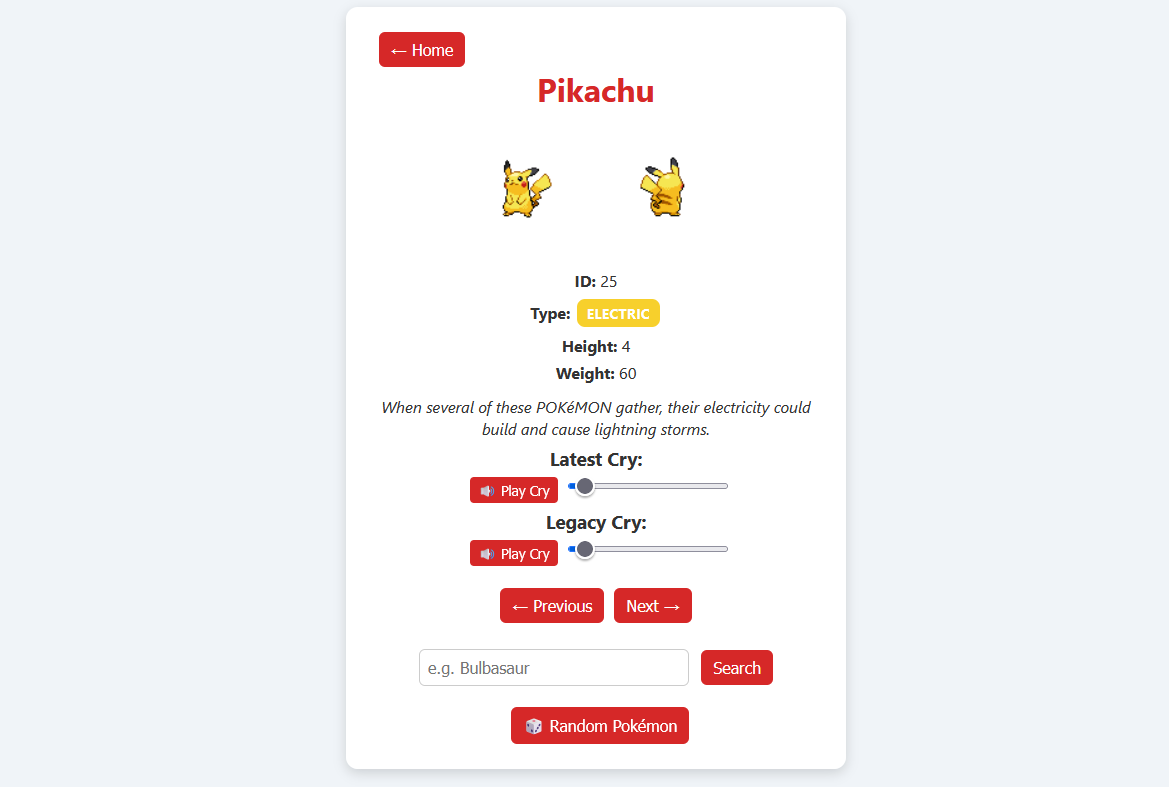 ← Home
Pikachu
ID: 25
Type: ELECTRIC
Height: 4
Weight: 60
When several of these POKéMON gather, their electricity could
build and cause lightning storms.
Latest Cry:
🔊 Play Cry
Legacy Cry:
🔊 Play Cry
← Previous Next →
e.g. Bulbasaur Search
🎲 Random Pokémon